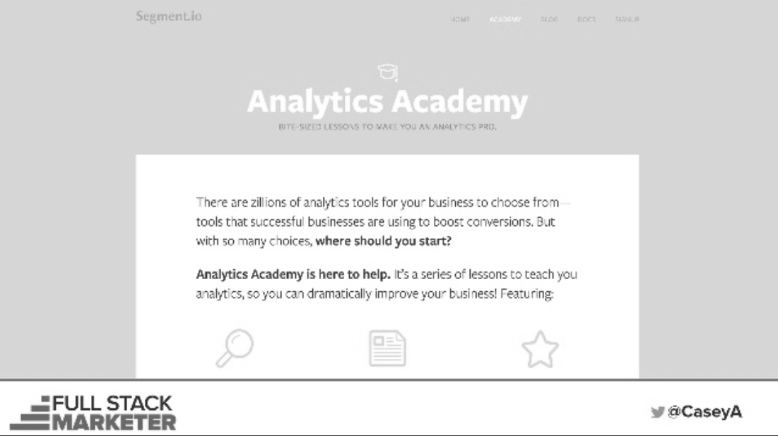 Segment.io
HOME ACADEMY BLOG DOCS SIGNUP
Analytics Academy
BITE-SIZED LESSONS TO MAKE YOU AN ANALYTICS PRO.
There are zillions of analytics tools for your business to choose from—
tools that successful businesses are using to boost conversions. But
with so many choices, where should you start?
Analytics Academy is here to help. It's a series of lessons to teach you
analytics, so you can dramatically improve your business! Featuring:
FULL STACK
MARKETER
@CaseyA